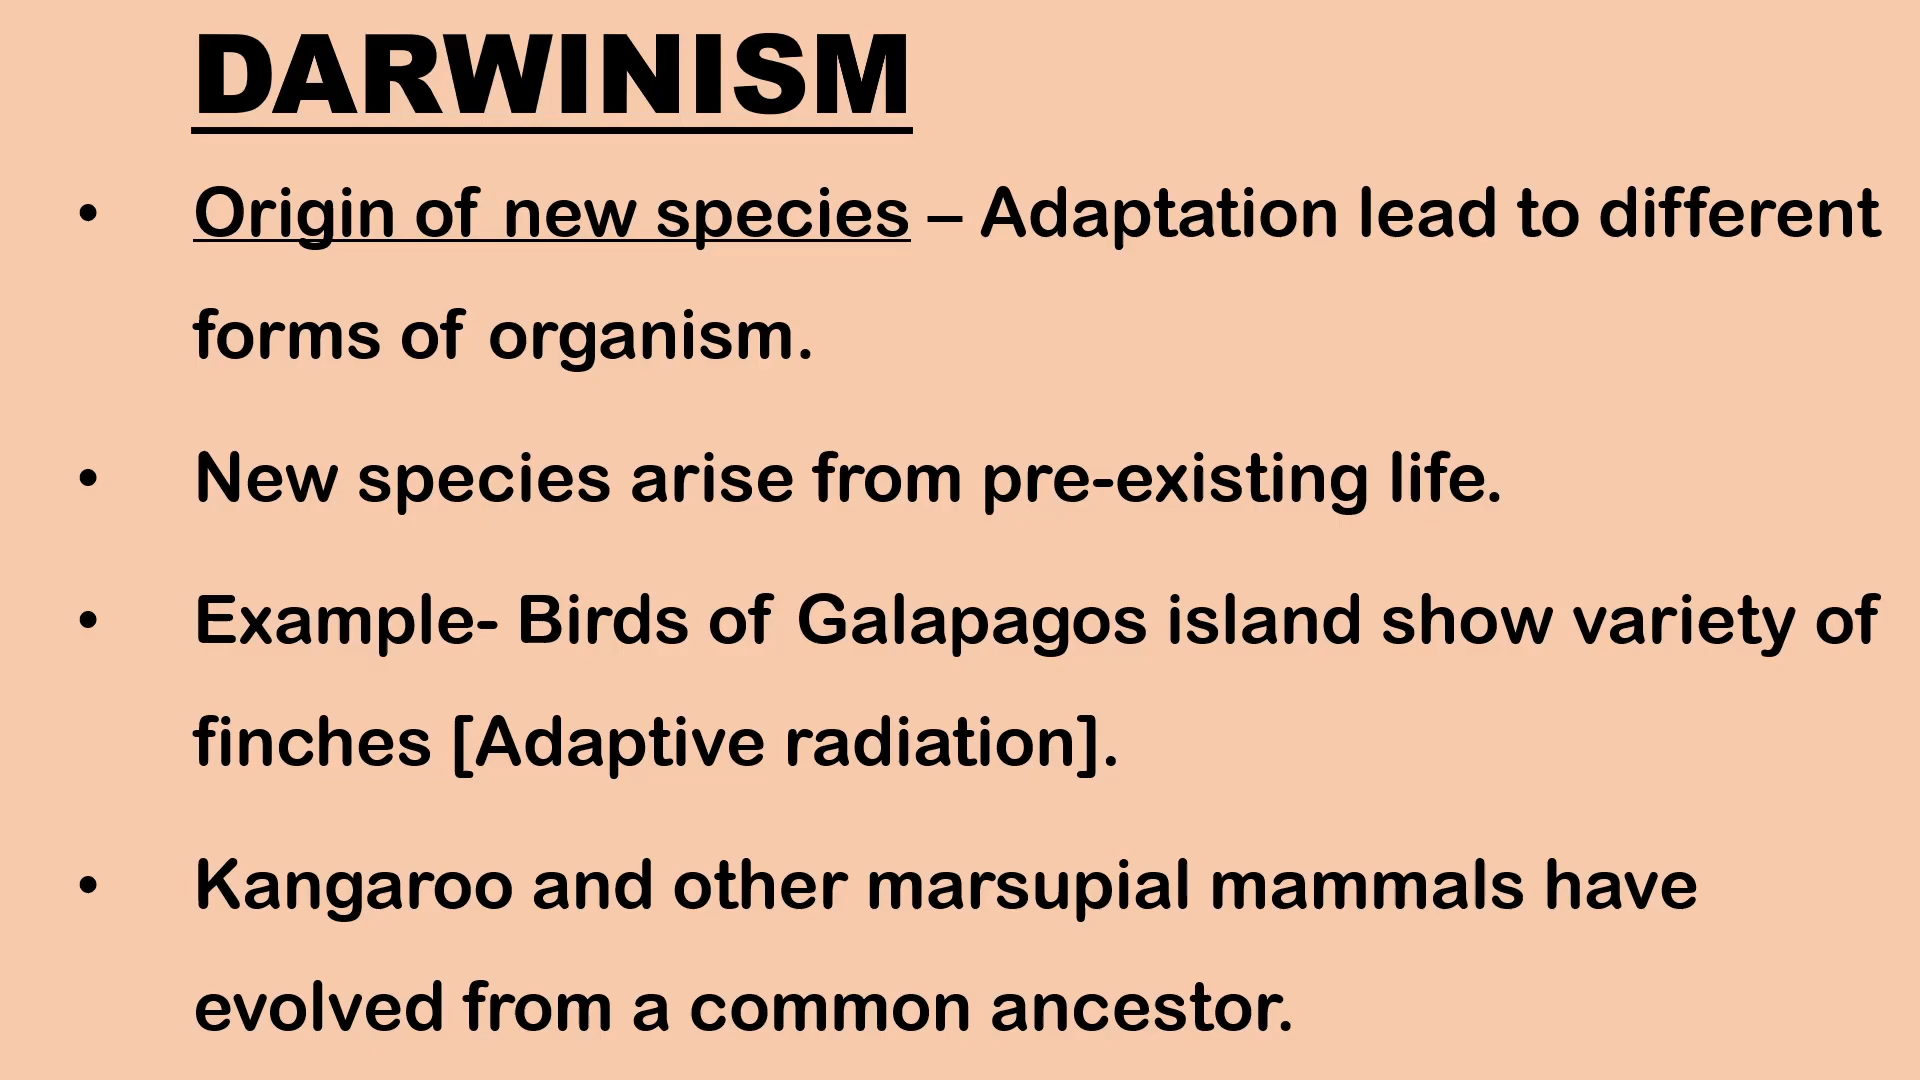 DARWINISM
• Origin of new species – Adaptation lead to different
forms of organism.
• New species arise from pre-existing life.
• Example- Birds of Galapagos island show variety of
finches [Adaptive radiation].
• Kangaroo and other marsupial mammals have
evolved from a common ancestor.